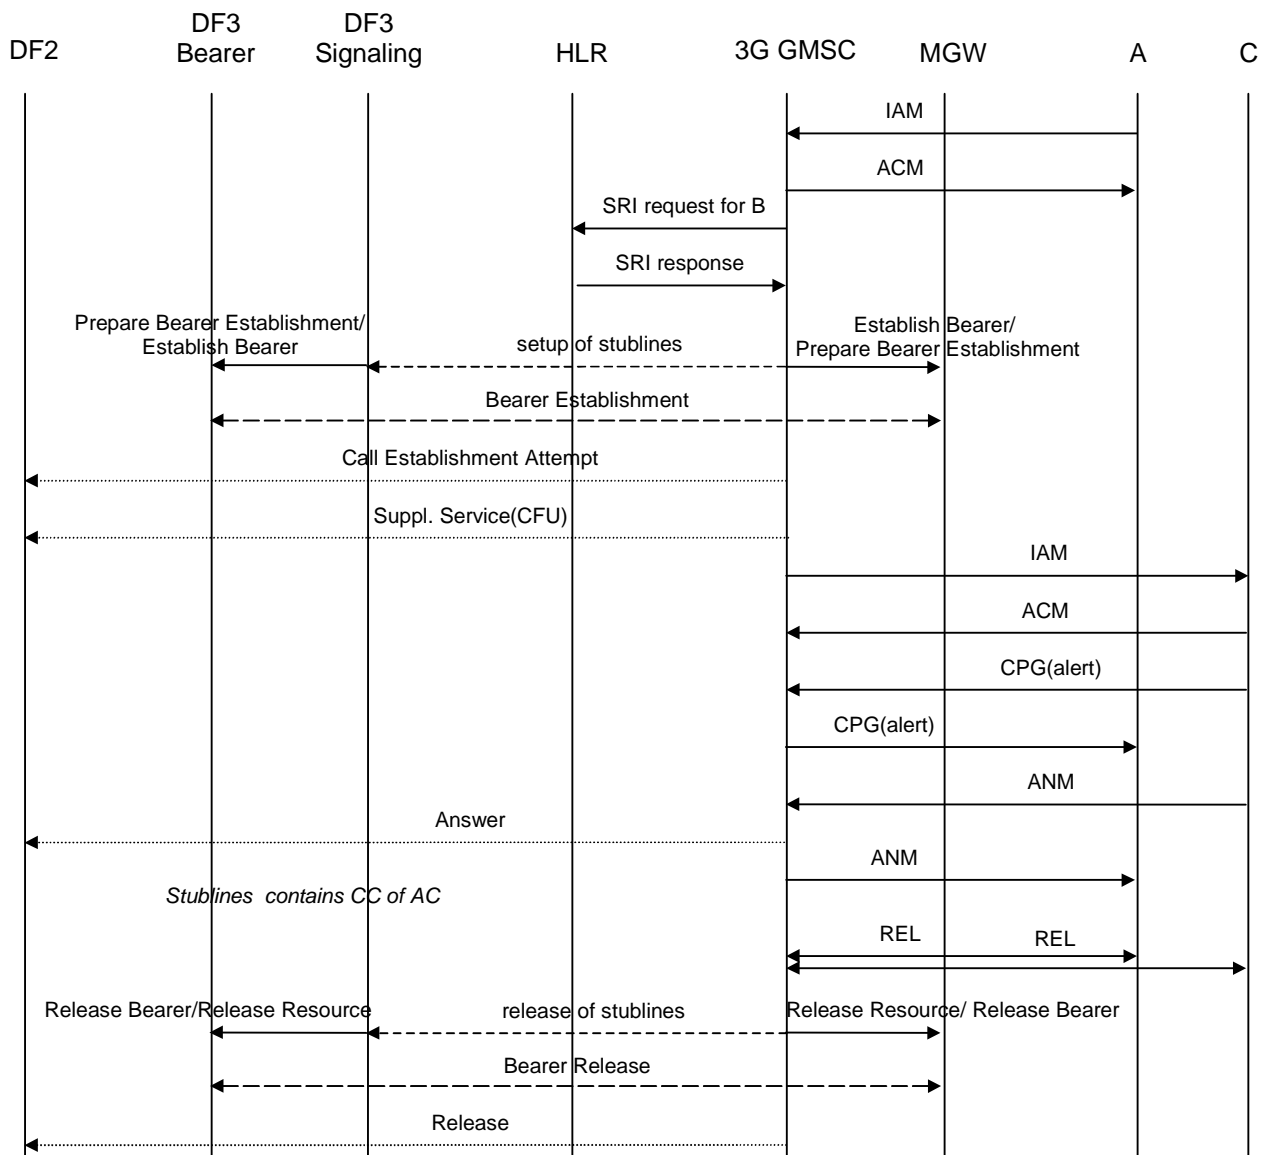 DF2
DF3
Bearer
DF3
Signaling
HLR
3G GMSC
MGW
A
C
IAM
ACM
SRI request for B
SRI response
Prepare Bearer Establishment/
Establish Bearer
setup of stublines
Establish Bearer/
Prepare Bearer Establishment
Bearer Establishment
Call Establishment Attempt
Suppl. Service(CFU)
IAM
ACM
CPG(alert)
CPG(alert)
ANM
Answer
ANM
Stublines contains CC of AC
REL
REL
Release Bearer/Release Resource
release of stublines
Release Resource/ Release Bearer
Bearer Release
Release